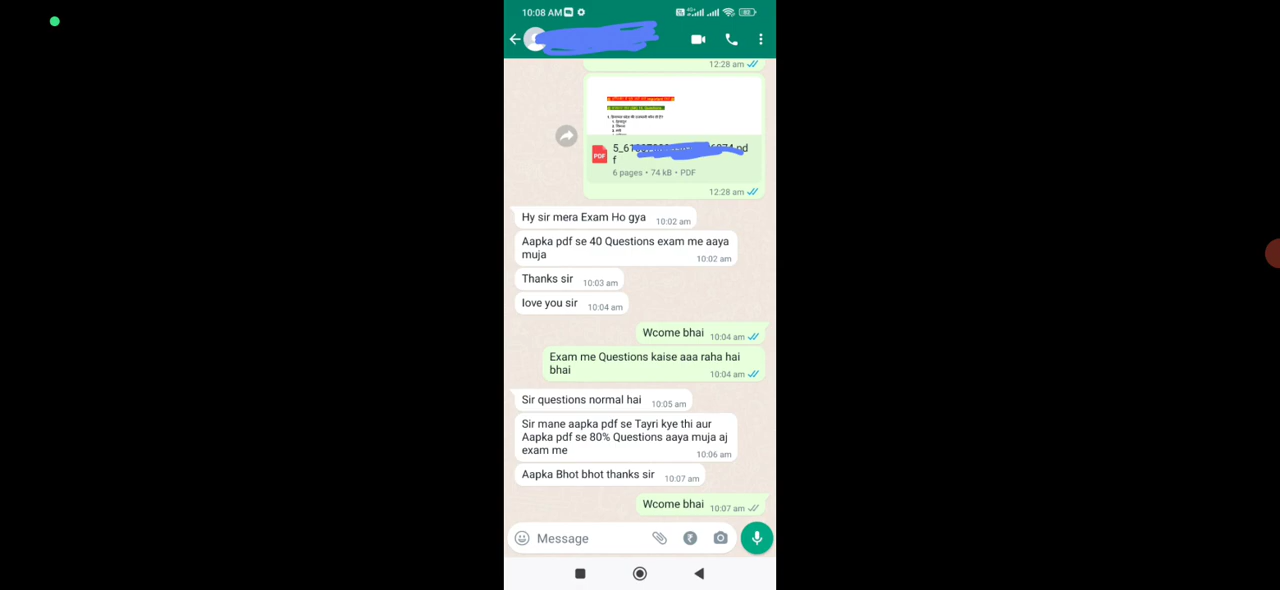 10:08 AM
12:28 am
PDF
f
6 pages • 74 kB • PDF
12:28 am
Hy sir mera Exam Ho gya 10:02 am
Aapka pdf se 40 Questions exam me aaya
muja 10:02 am
Thanks sir 10:03 am
love you sir 10:04 am
Wcome bhai 10:04 am
Exam me Questions kaise aaa raha hai
bhai 10:04 am
Sir questions normal hai 10:05 am
Sir mane aapka pdf se Tayri kye thi aur
Aapka pdf se 80% Questions aaya muja aj
exam me 10:06 am
Aapka Bhot bhot thanks sir 10:07 am
Wcome bhai 10:07 am
Message